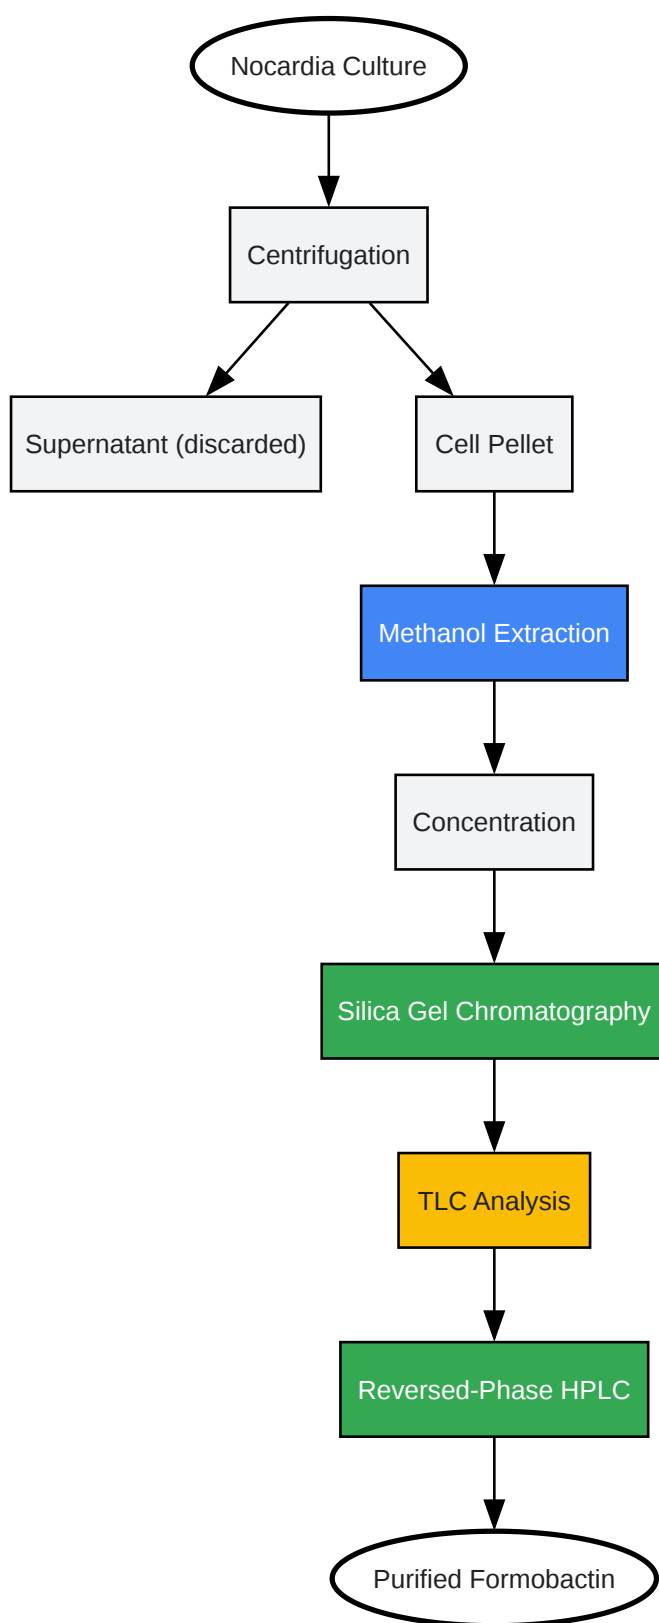 Nocardia Culture
Centrifugation
Supernatant (discarded)
Cell Pellet
Methanol Extraction
Concentration
Silica Gel Chromatography
TLC Analysis
Reversed-Phase HPLC
Purified Formobactin